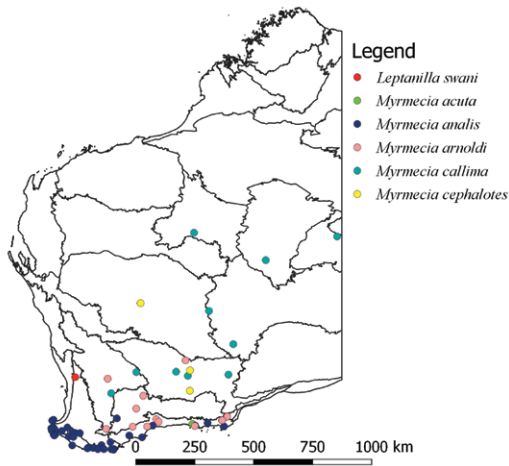 Legend
Leptanilla swani
Myrmecia acuta
Myrmecia analis
Myrmecia arnoldi
Myrmecia callima
Myrmecia cephalotes
0 250 500 750 1000 km